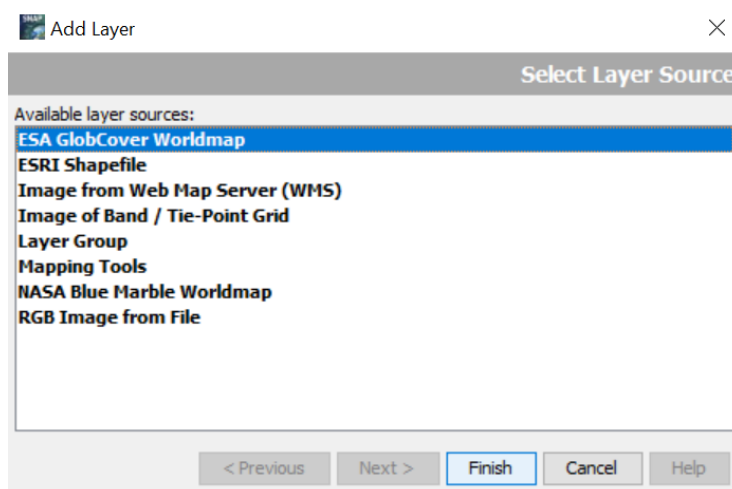 SNAP
Add Layer
Select Layer Source
Available layer sources:
ESA GlobCover Worldmap
ESRI Shapefile
Image from Web Map Server (WMS)
Image of Band / Tie-Point Grid
Layer Group
Mapping Tools
NASA Blue Marble Worldmap
RGB Image from File
< Previous Next > Finish Cancel Help